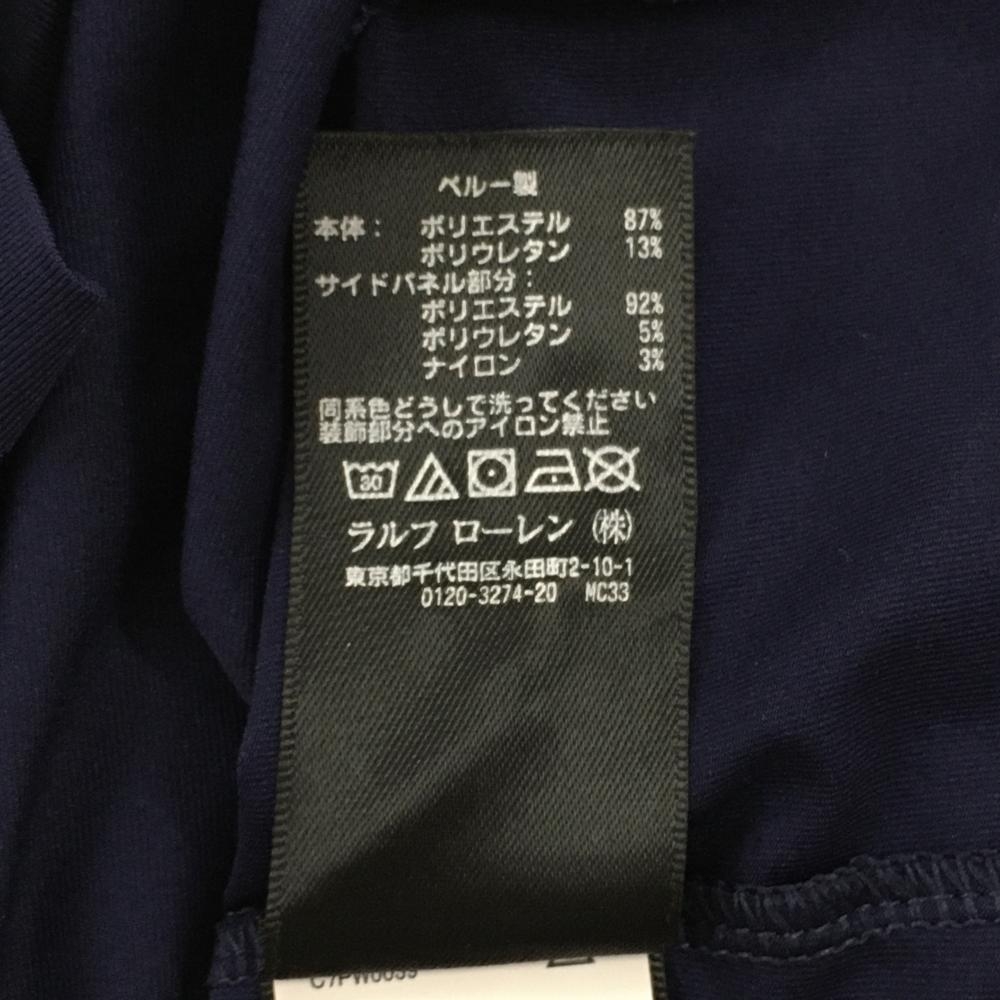 ペルー製
本体： ポリエステル 87%
ポリウレタン 13%
サイドパネル部分：
ポリエステル 92%
ポリウレタン 5%
ナイロン 3%
同系色どうしで洗ってください
装飾部分へのアイロン禁止
30
ラルフ ローレン ㈱
東京都千代田区永田町2-10-1
0120-3274-20 MC33